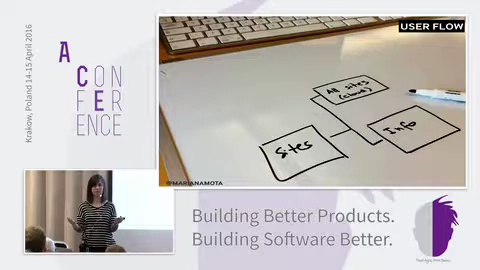 Krakow, Poland 14-15 April 2016
A
CON
FER
ENCE
USER FLOW
All sites
(cloud)
Sites
Info
@MARIANAMOTA
Building Better Products.
Building Software Better.